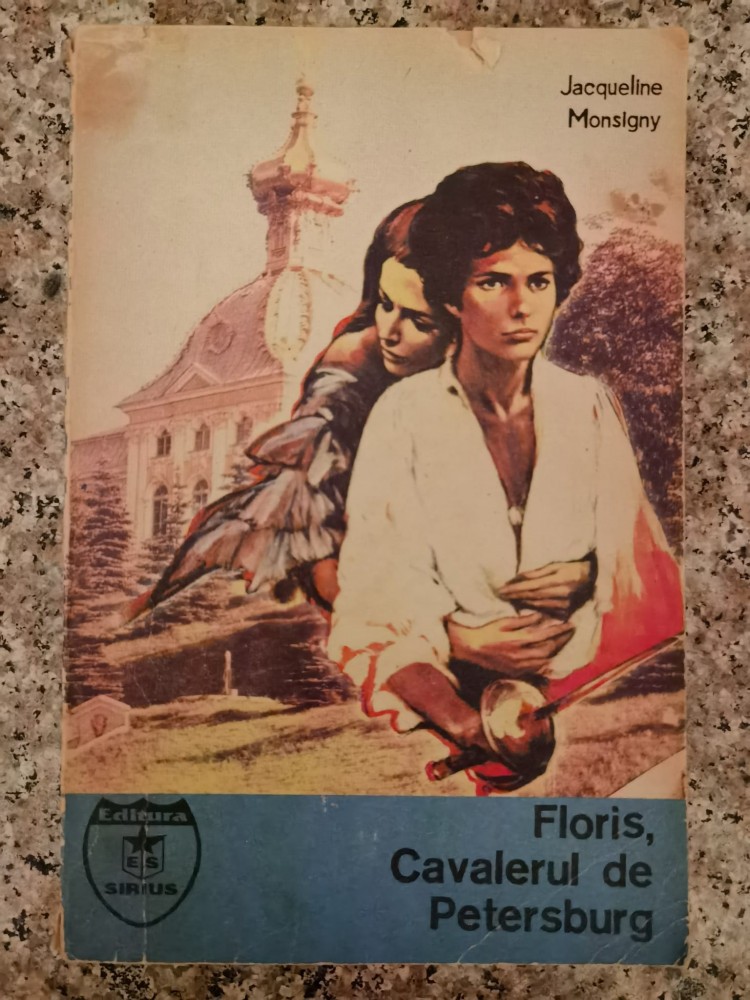 Jacqueline
Monsigny
Editura
ES
SIRIUS
Floris,
Cavalerul de
Petersburg